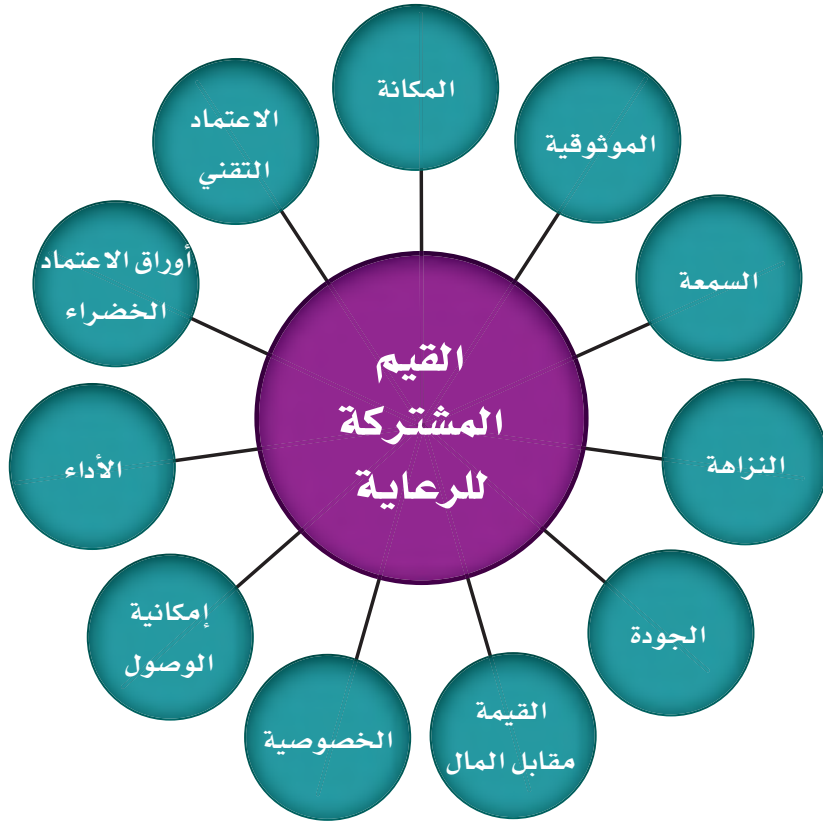 القيم
المشتركة
للرعاية
المكانة
الموثوقية
السمعة
النزاهة
الجودة
القيمة
مقابل المال
الخصوصية
إمكانية
الوصول
الأداء
أوراق الاعتماد
الخضراء
الاعتماد
التقني